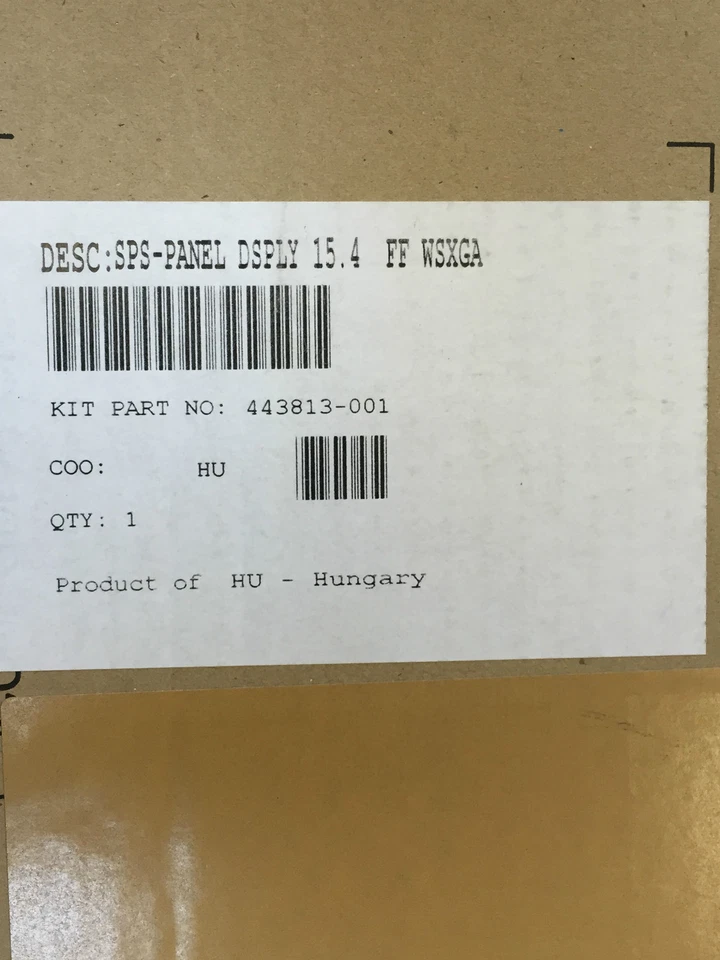 DESC:SPS-PANEL DSPLY 15.4 FF WSXGA
KIT PART NO: 443813-001
COO: HU
QTY: 1
Product of HU - Hungary